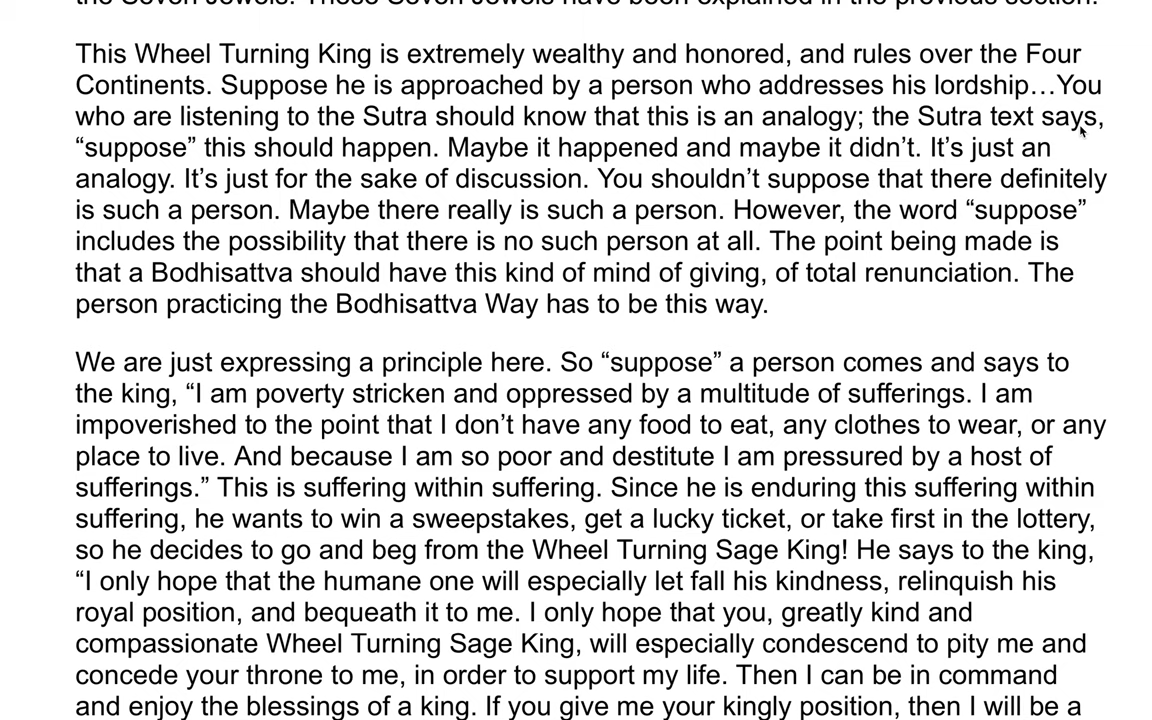 the Seven Jewels. These Seven Jewels have been explained in the previous section.
This Wheel Turning King is extremely wealthy and honored, and rules over the Four
Continents. Suppose he is approached by a person who addresses his lordship…You
who are listening to the Sutra should know that this is an analogy; the Sutra text says,
“suppose” this should happen. Maybe it happened and maybe it didn’t. It’s just an
analogy. It’s just for the sake of discussion. You shouldn’t suppose that there definitely
is such a person. Maybe there really is such a person. However, the word “suppose”
includes the possibility that there is no such person at all. The point being made is
that a Bodhisattva should have this kind of mind of giving, of total renunciation. The
person practicing the Bodhisattva Way has to be this way.
We are just expressing a principle here. So “suppose” a person comes and says to
the king, “I am poverty stricken and oppressed by a multitude of sufferings. I am
impoverished to the point that I don’t have any food to eat, any clothes to wear, or any
place to live. And because I am so poor and destitute I am pressured by a host of
sufferings.” This is suffering within suffering. Since he is enduring this suffering within
suffering, he wants to win a sweepstakes, get a lucky ticket, or take first in the lottery,
so he decides to go and beg from the Wheel Turning Sage King! He says to the king,
“I only hope that the humane one will especially let fall his kindness, relinquish his
royal position, and bequeath it to me. I only hope that you, greatly kind and
compassionate Wheel Turning Sage King, will especially condescend to pity me and
concede your throne to me, in order to support my life. Then I can be in command
and enjoy the blessings of a king. If you give me your kingly position, then I will be a